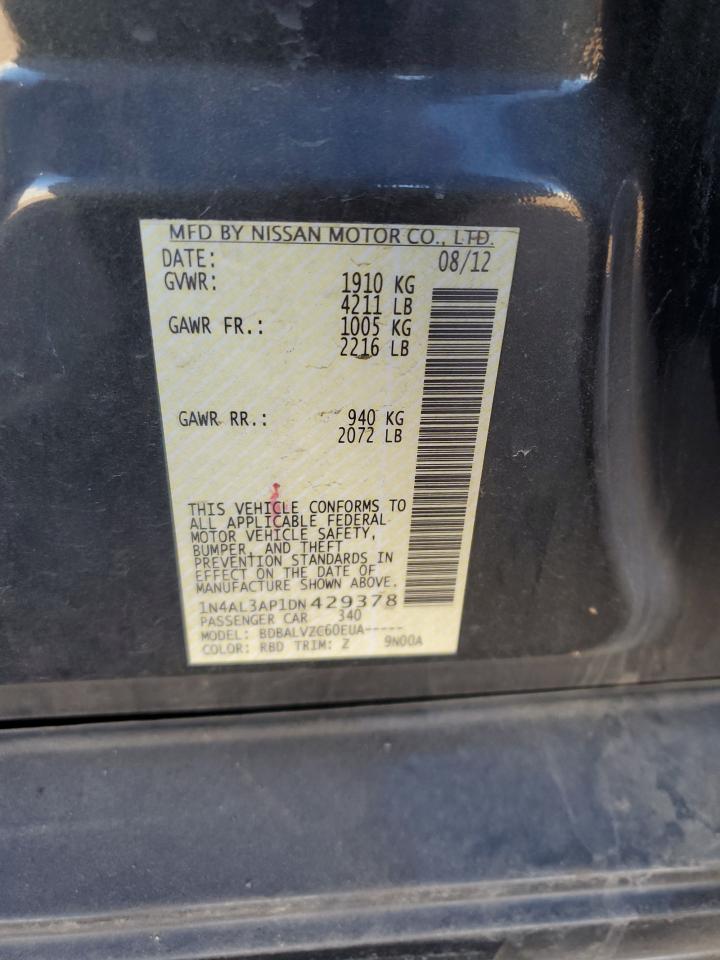 MFD BY NISSAN MOTOR CO., LTD.
DATE: 08/12
GVWR: 1910 KG
4211 LB
GAWR FR.: 1005 KG
2216 LB
GAWR RR.: 940 KG
2072 LB
THIS VEHICLE CONFORMS TO
ALL APPLICABLE FEDERAL
MOTOR VEHICLE SAFETY,
BUMPER, AND THEFT
PREVENTION STANDARDS IN
EFFECT ON THE DATE OF
MANUFACTURE SHOWN ABOVE.
1N4AL3AP1DN429378
PASSENGER CAR 340
MODEL: BDBALVZC60EUA-----
COLOR: RBD TRIM: Z 9N00A